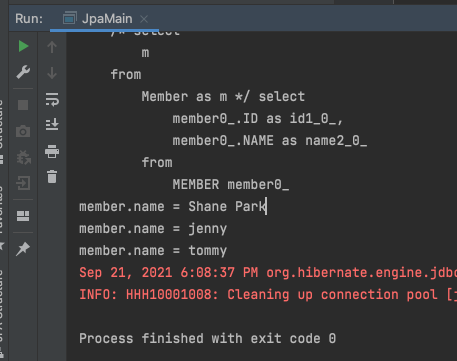 Run: JpaMain
/* select
m
from
Member as m */ select
member0_.ID as id1_0_,
member0_.NAME as name2_0_
from
MEMBER member0_
member.name = Shane Park
member.name = jenny
member.name = tommy
Sep 21, 2021 6:08:37 PM org.hibernate.engine.jdbc
INFO: HHH10001008: Cleaning up connection pool [j
Process finished with exit code 0
Structure
Favorites